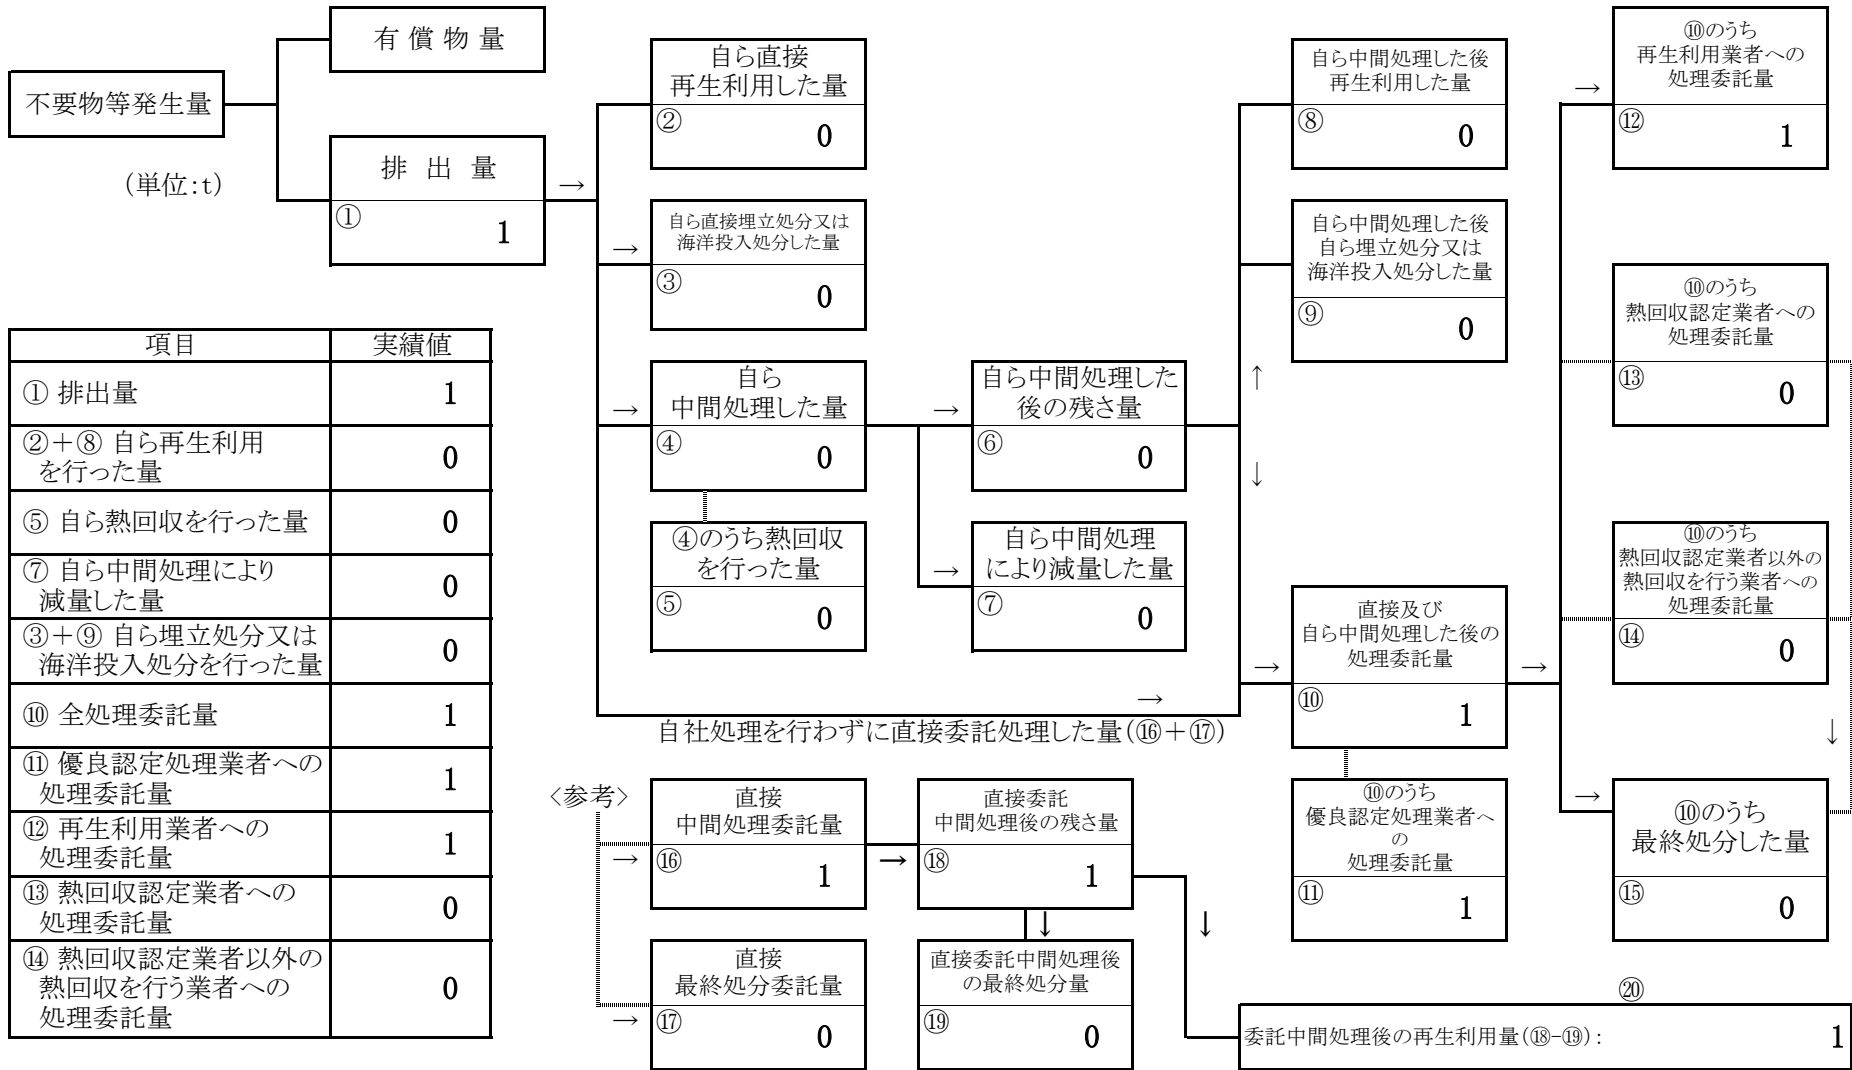 有 償 物 量
不要物等発生量
(単位:t)
排 出 量
①
1
→
自ら直接
再生利用した量
②
0
→
自ら直接埋立処分又は
海洋投入処分した量
③
0
→
自ら
中間処理した量
④
0
④のうち熱回収
を行った量
⑤
0
→
自ら中間処理した
後の残さ量
⑥
0
→
自ら中間処理
により減量した量
⑦
0
自ら中間処理した後
再生利用した量
⑧
0
自ら中間処理した後
自ら埋立処分又は
海洋投入処分した量
⑨
0
↑
↓
→
自社処理を行わずに直接委託処理した量(⑯+⑰)
→
直接及び
自ら中間処理した後の
処理委託量
⑩
1
→
⑩のうち
優良認定処理業者へ
の
処理委託量
⑪
1
→
⑩のうち
再生利用業者への
処理委託量
⑫
1
⑩のうち
熱回収認定業者への
処理委託量
⑬
0
⑩のうち
熱回収認定業者以外の
熱回収を行う業者への
処理委託量
⑭
0
↓
→
⑩のうち
最終処分した量
⑮
0
項目 実績値
① 排出量 1
②+⑧ 自ら再生利用
を行った量 0
⑤ 自ら熱回収を行った量 0
⑦ 自ら中間処理により
減量した量 0
③+⑨ 自ら埋立処分又は
海洋投入処分を行った量 0
⑩ 全処理委託量 1
⑪ 優良認定処理業者への
処理委託量 1
⑫ 再生利用業者への
処理委託量 1
⑬ 熱回収認定業者への
処理委託量 0
⑭ 熱回収認定業者以外の
熱回収を行う業者への
処理委託量 0
<参考>
→
直接
中間処理委託量
⑯
1
→
直接委託
中間処理後の残さ量
⑱
1
↓
↓
→
直接
最終処分委託量
⑰
0
直接委託中間処理後
の最終処分量
⑲
0
⑳
委託中間処理後の再生利用量(⑱-⑲): 1